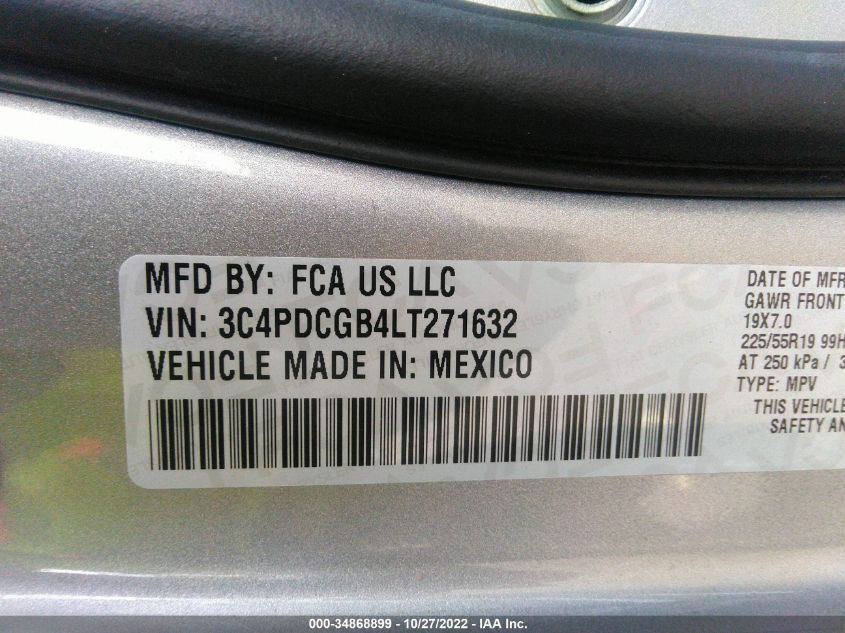 MFD BY: FCA US LLC
VIN: 3C4PDCGB4LT271632
VEHICLE MADE IN: MEXICO
DATE OF MFR
GAWR FRONT
19X7.0
225/55R19 99H
AT 250 kPa / 3
TYPE: MPV
THIS VEHICLE
SAFETY AN
000-34868899 • 10/27/2022 • IAA Inc.